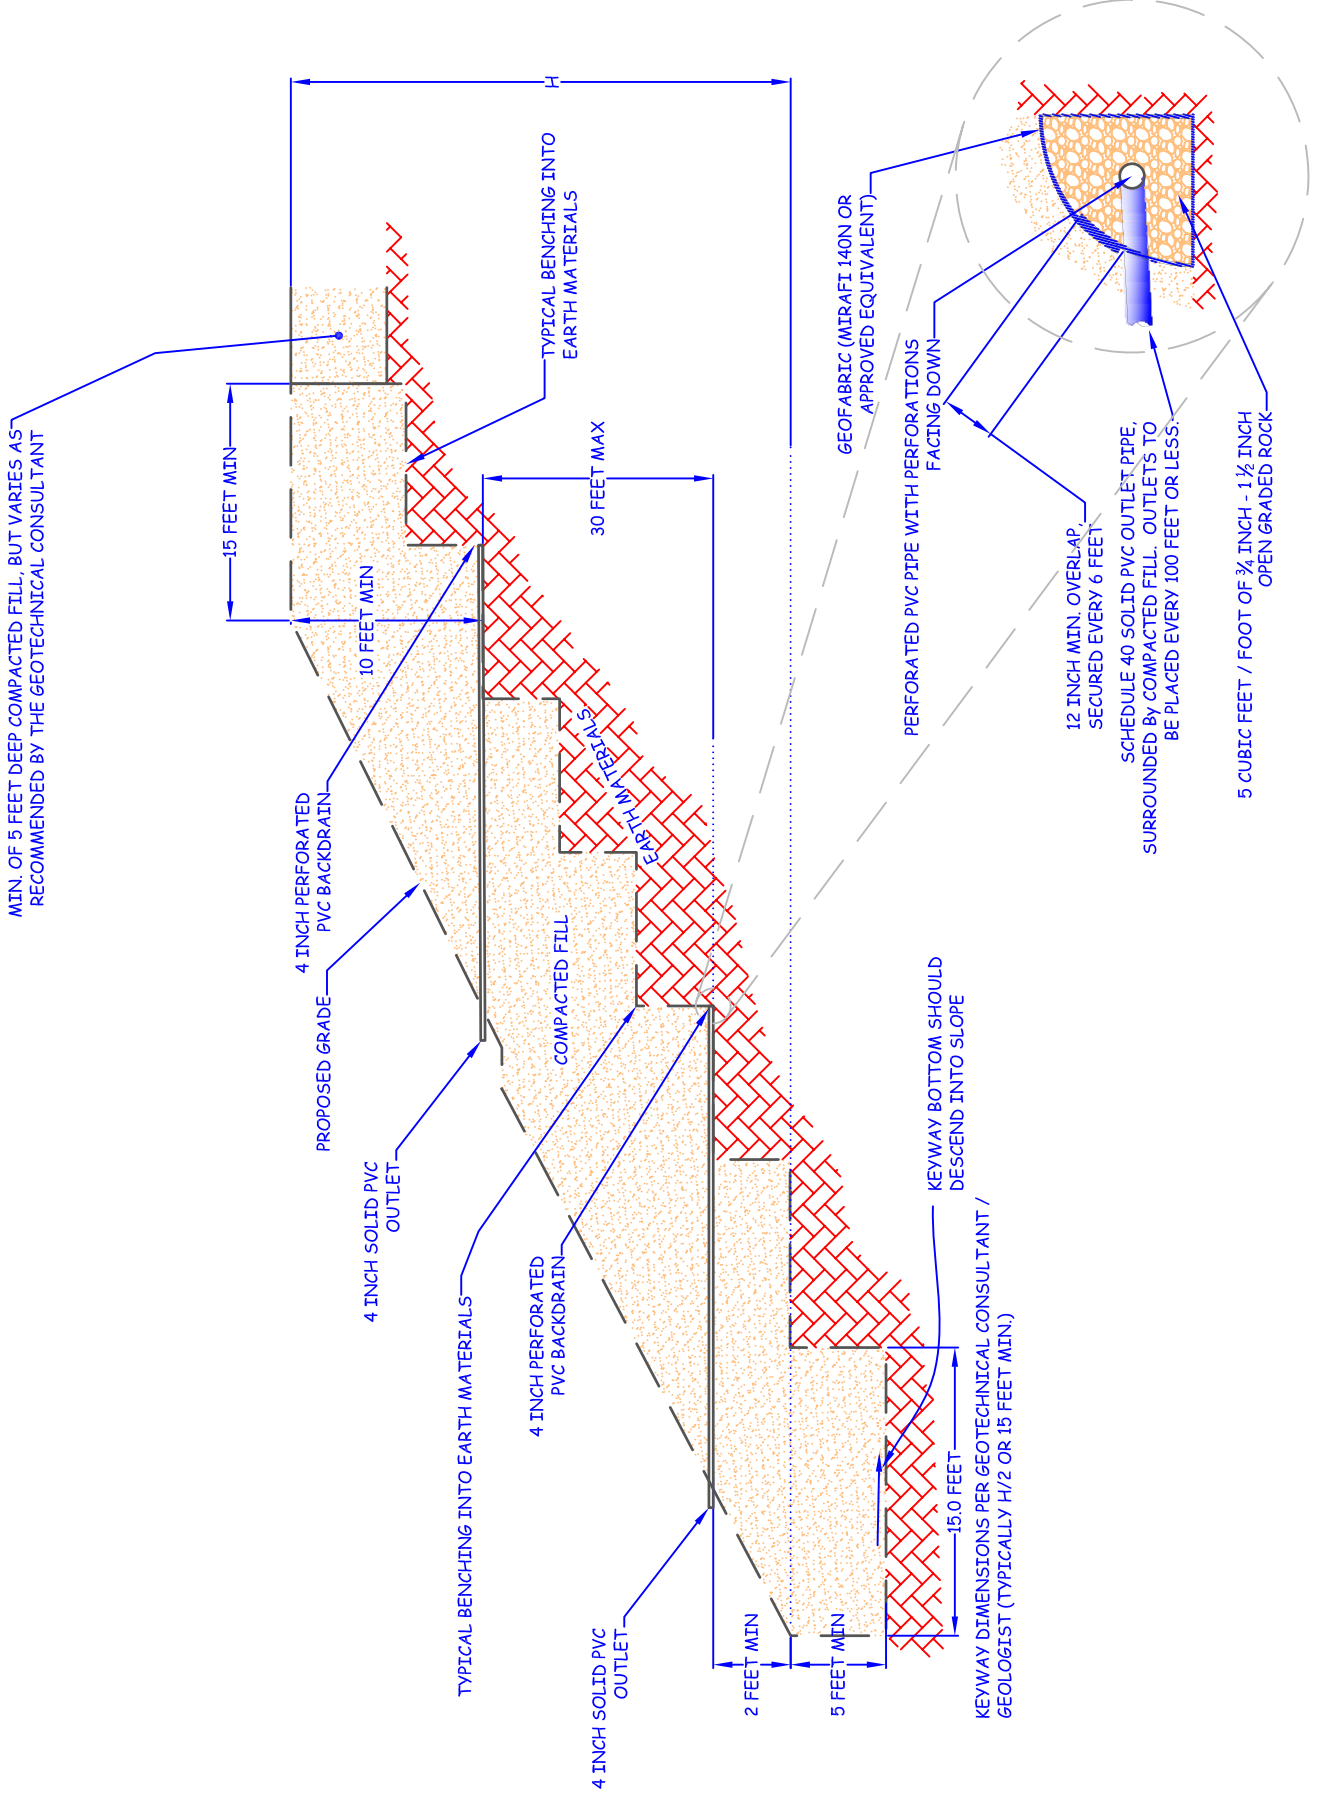 MIN. OF 5 FEET DEEP COMPACTED FILL, BUT VARIES AS
RECOMMENDED BY THE GEOTECHNICAL CONSULTANT
15 FEET MIN
10 FEET MIN
H
TYPICAL BENCHING INTO
EARTH MATERIALS
30 FEET MAX
4 INCH PERFORATED
PVC BACKDRAIN
PROPOSED GRADE
4 INCH SOLID PVC
OUTLET
EARTH MATERIALS
COMPACTED FILL
TYPICAL BENCHING INTO EARTH MATERIALS
4 INCH PERFORATED
PVC BACKDRAIN
4 INCH SOLID PVC
OUTLET
2 FEET MIN
5 FEET MIN
KEYWAY BOTTOM SHOULD
DESCEND INTO SLOPE
15.0 FEET
KEYWAY DIMENSIONS PER GEOTECHNICAL CONSULTANT /
GEOLOGIST (TYPICALLY H/2 OR 15 FEET MIN.)
GEOFABRIC (MIRAFI 140N OR
APPROVED EQUIVALENT)
PERFORATED PVC PIPE WITH PERFORATIONS
FACING DOWN
12 INCH MIN. OVERLAP,
SECURED EVERY 6 FEET
SCHEDULE 40 SOLID PVC OUTLET PIPE,
SURROUNDED By COMPACTED FILL. OUTLETS TO
BE PLACED EVERY 100 FEET OR LESS.
5 CUBIC FEET / FOOT OF ¾ INCH - 1 ½ INCH
OPEN GRADED ROCK